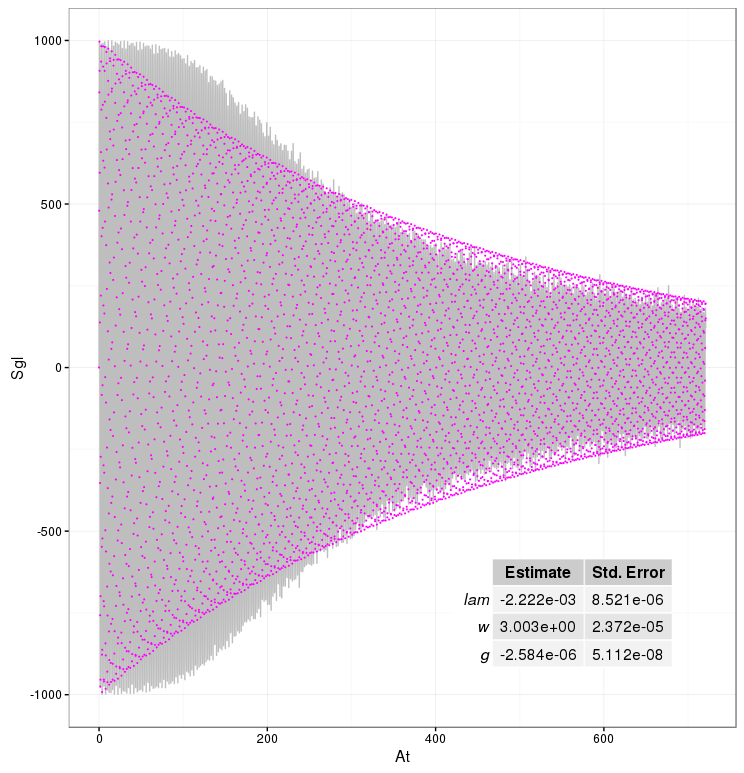 1000
500
0
-500
-1000
Sgl
Estimate Std. Error
lam -2.222e-03 8.521e-06
w 3.003e+00 2.372e-05
g -2.584e-06 5.112e-08
0 200 400 600
At